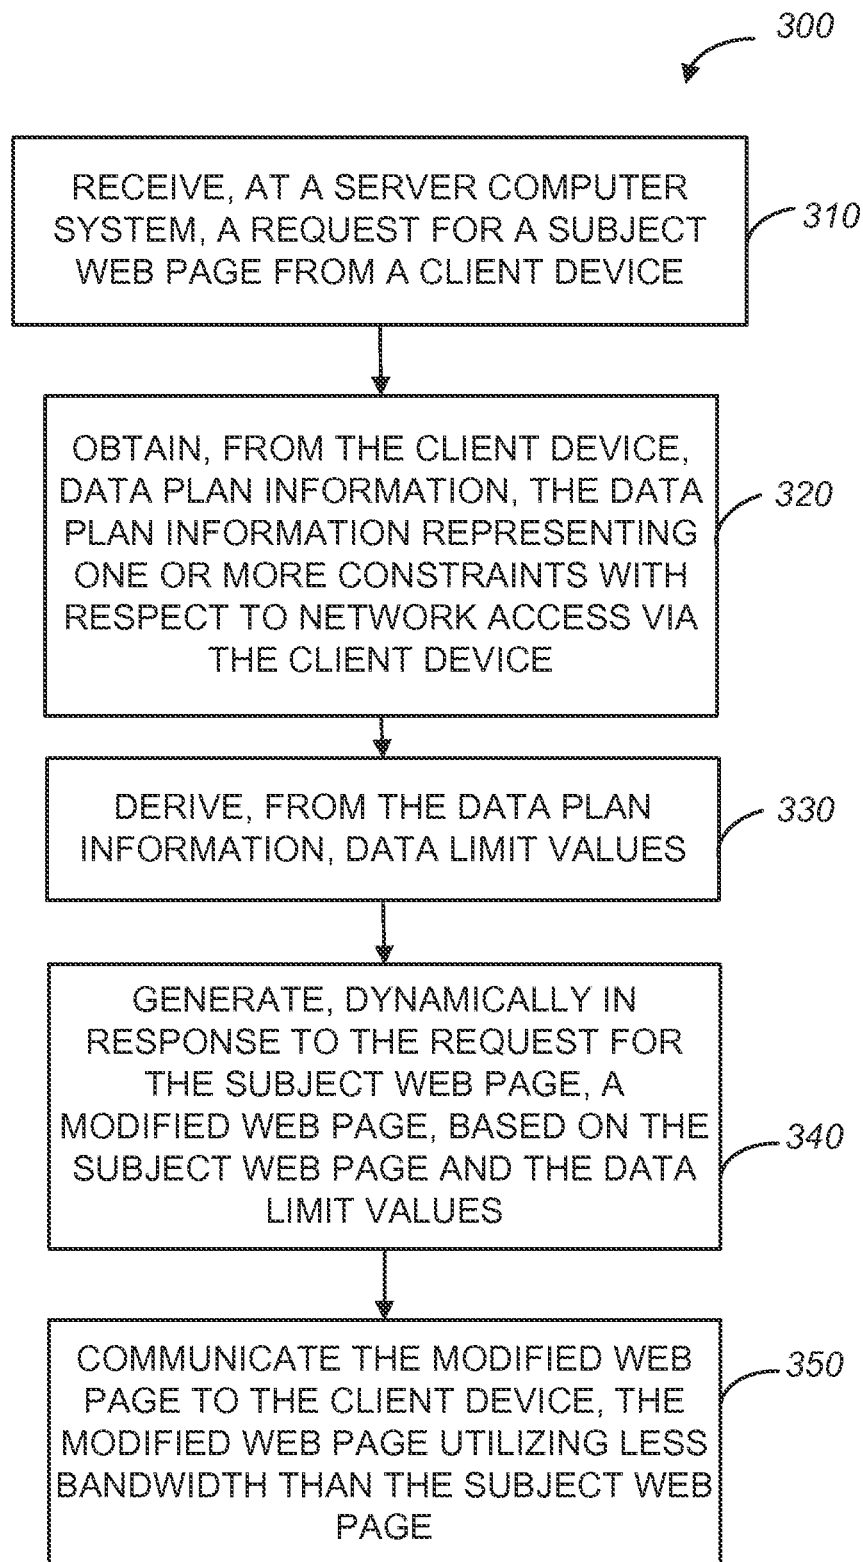 300
RECEIVE, AT A SERVER COMPUTER
SYSTEM, A REQUEST FOR A SUBJECT
WEB PAGE FROM A CLIENT DEVICE
310
OBTAIN, FROM THE CLIENT DEVICE,
DATA PLAN INFORMATION, THE DATA
PLAN INFORMATION REPRESENTING
ONE OR MORE CONSTRAINTS WITH
RESPECT TO NETWORK ACCESS VIA
THE CLIENT DEVICE
320
DERIVE, FROM THE DATA PLAN
INFORMATION, DATA LIMIT VALUES
330
GENERATE, DYNAMICALLY IN
RESPONSE TO THE REQUEST FOR
THE SUBJECT WEB PAGE, A
MODIFIED WEB PAGE, BASED ON THE
SUBJECT WEB PAGE AND THE DATA
LIMIT VALUES
340
COMMUNICATE THE MODIFIED WEB
PAGE TO THE CLIENT DEVICE, THE
MODIFIED WEB PAGE UTILIZING LESS
BANDWIDTH THAN THE SUBJECT WEB
PAGE
350